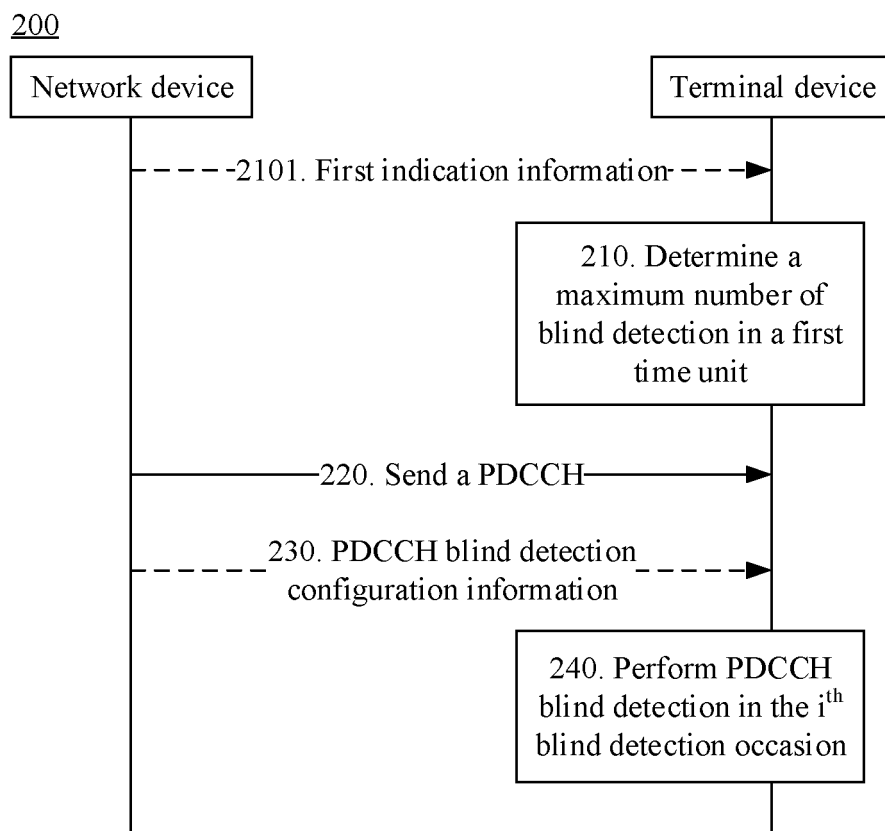 200
Network device
Terminal device
2101. First indication information
210. Determine a
maximum number of
blind detection in a first
time unit
220. Send a PDCCH
230. PDCCH blind detection
configuration information
240. Perform PDCCH
blind detection in the i^th
blind detection occasion